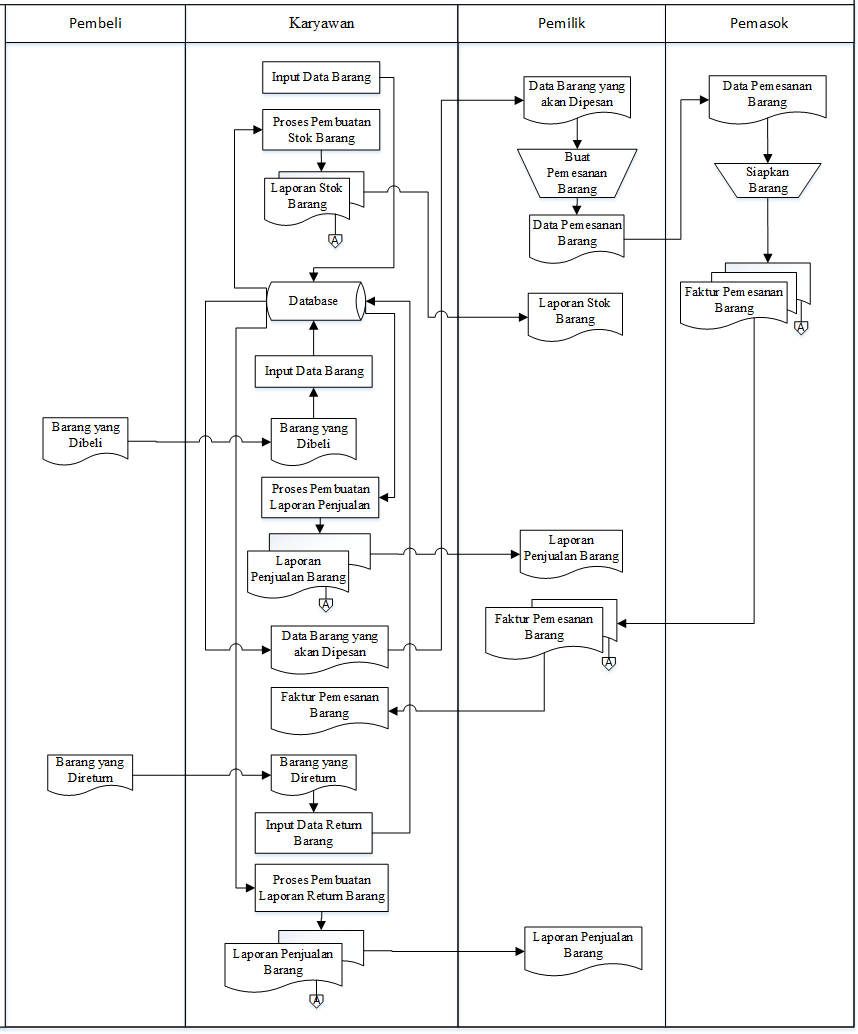 Pembeli
Karyawan
Pemilik
Pemasok
Input Data Barang
Proses Pembuatan
Stok Barang
Laporan Stok
Barang
A
Database
Input Data Barang
Barang yang
Dibeli
Barang yang
Dibeli
Proses Pembuatan
Laporan Penjualan
Laporan
Penjualan Barang
A
Data Barang yang
akan Dipesan
Faktur Pemesanan
Barang
Barang yang
Direturn
Barang yang
Direturn
Input Data Return
Barang
Proses Pembuatan
Laporan Return Barang
Laporan Penjualan
Barang
A
Data Barang yang
akan Dipesan
Buat
Pemesanan
Barang
Data Pemesanan
Barang
Laporan Stok
Barang
Laporan
Penjualan Barang
Faktur Pemesanan
Barang
A
Laporan Penjualan
Barang
Data Pemesanan
Barang
Siapkan
Barang
Faktur Pemesanan
Barang
A